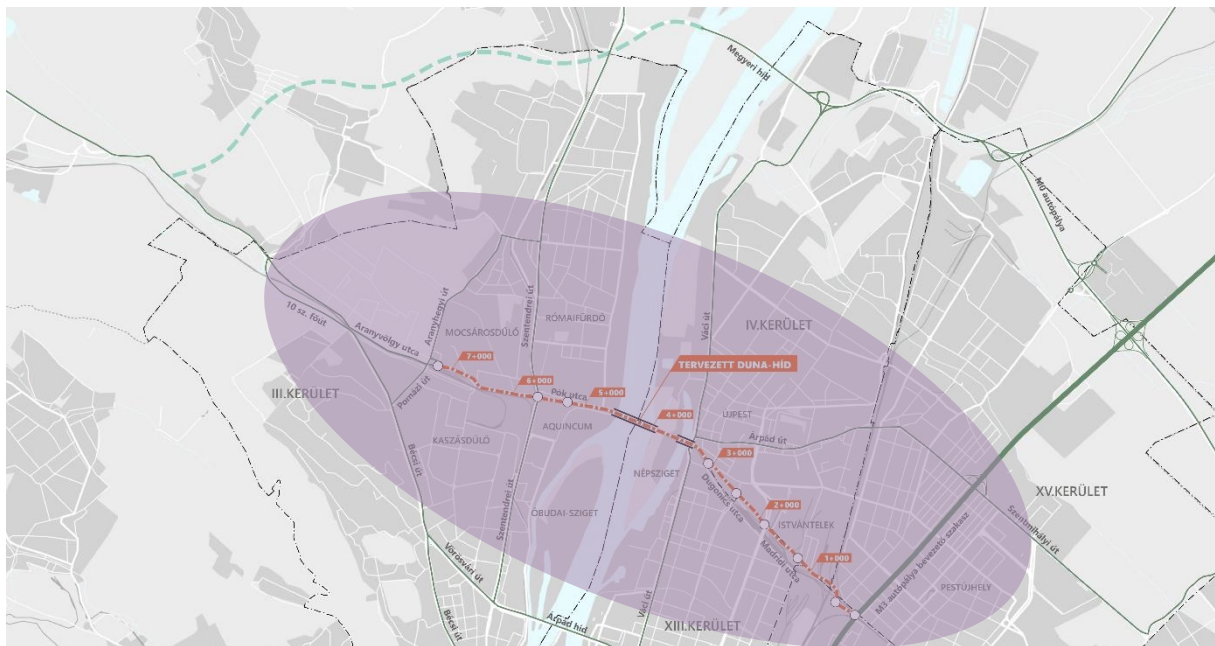 Megyeri híd
M0 autópálya
10 sz. főut
Aranyvölgy utca
Aranyhegyi út
MOCSÁROSDŰLŐ
Szentendrei út
RÓMAIFÜRDŐ
Váci út
IV.KERÜLET
7+000
TERVEZETT DUNA-HÍD
III.KERÜLET
Pomázi út
6+000
Pók utca
5+000
4+000
AQUINCUM
UJPEST
KASZÁSDŰLŐ
Árpád út
3+000
Bécsi út
NÉPSZIGET
Dugonics utca
XV.KERÜLET
Szentmihályi út
ÓBUDAI-SZIGET
Szentendrei út
2+000
ISTVÁNTELEK
Madridi utca
1+000
Vörösvári út
M3 autópálya bevezető szakasz
PESTÚJHELY
Váci út
Bécsi út
Árpád híd
XIII.KERÜLET